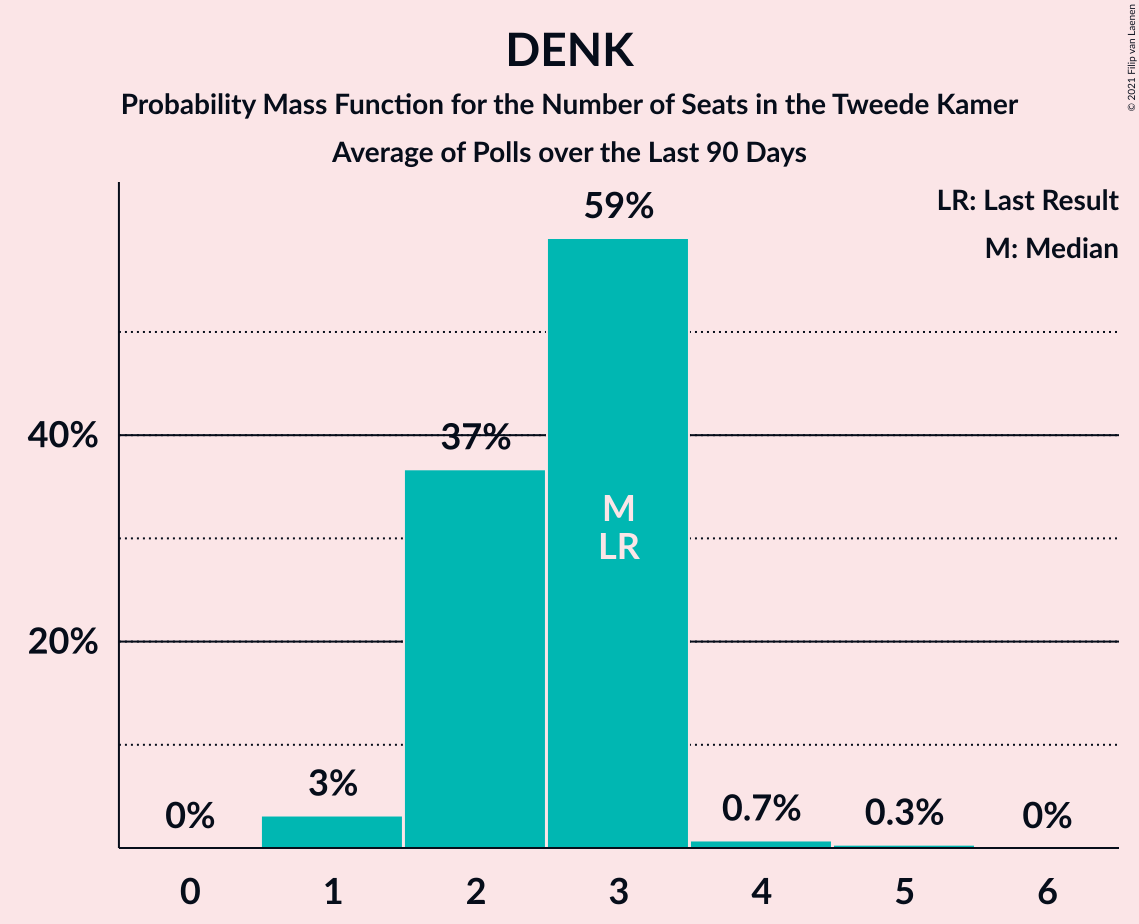 DENK
Probability Mass Function for the Number of Seats in the Tweede Kamer
Average of Polls over the Last 90 Days
© 2021 Filip van Laenen
LR: Last Result
M: Median
59%
40%
37%
M
LR
20%
3%
0%
0.7%
0.3%
0%
0 1 2 3 4 5 6